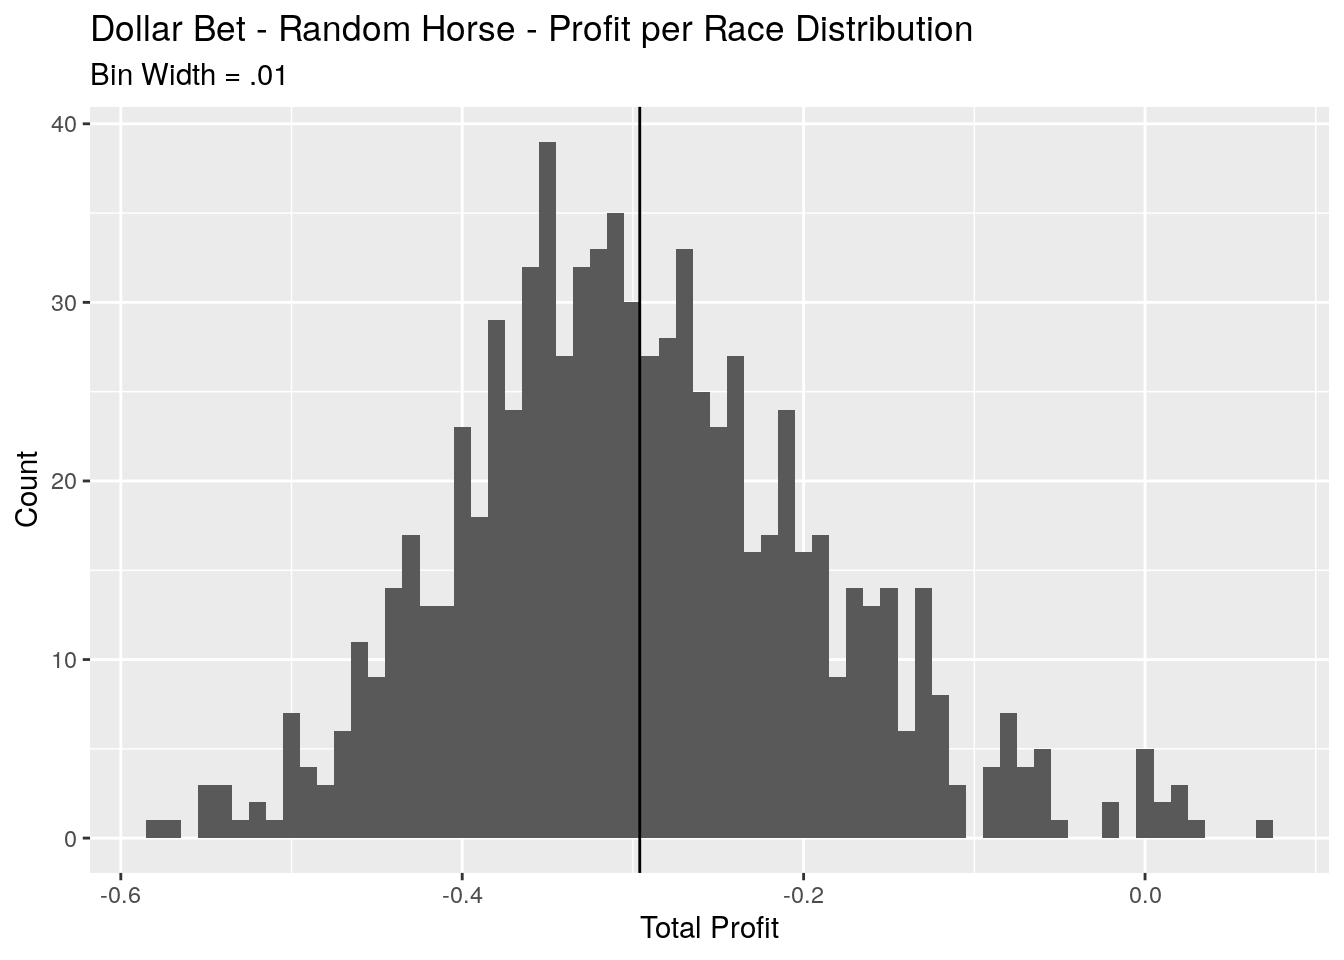 Dollar Bet - Random Horse - Profit per Race Distribution
Bin Width = .01
40
30
20
10
0
Count
-0.6
-0.4
-0.2
0.0
Total Profit